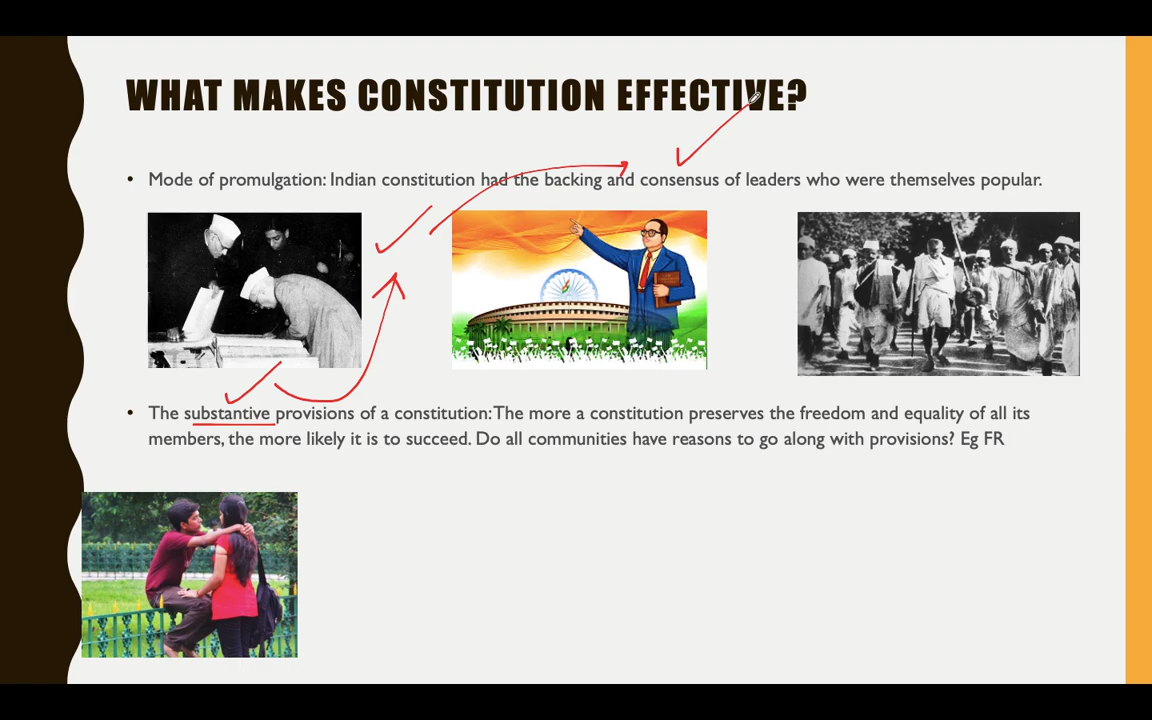 WHAT MAKES CONSTITUTION EFFECTIVE?
• Mode of promulgation: Indian constitution had the backing and consensus of leaders who were themselves popular.
• The substantive provisions of a constitution: The more a constitution preserves the freedom and equality of all its
members, the more likely it is to succeed. Do all communities have reasons to go along with provisions? Eg FR